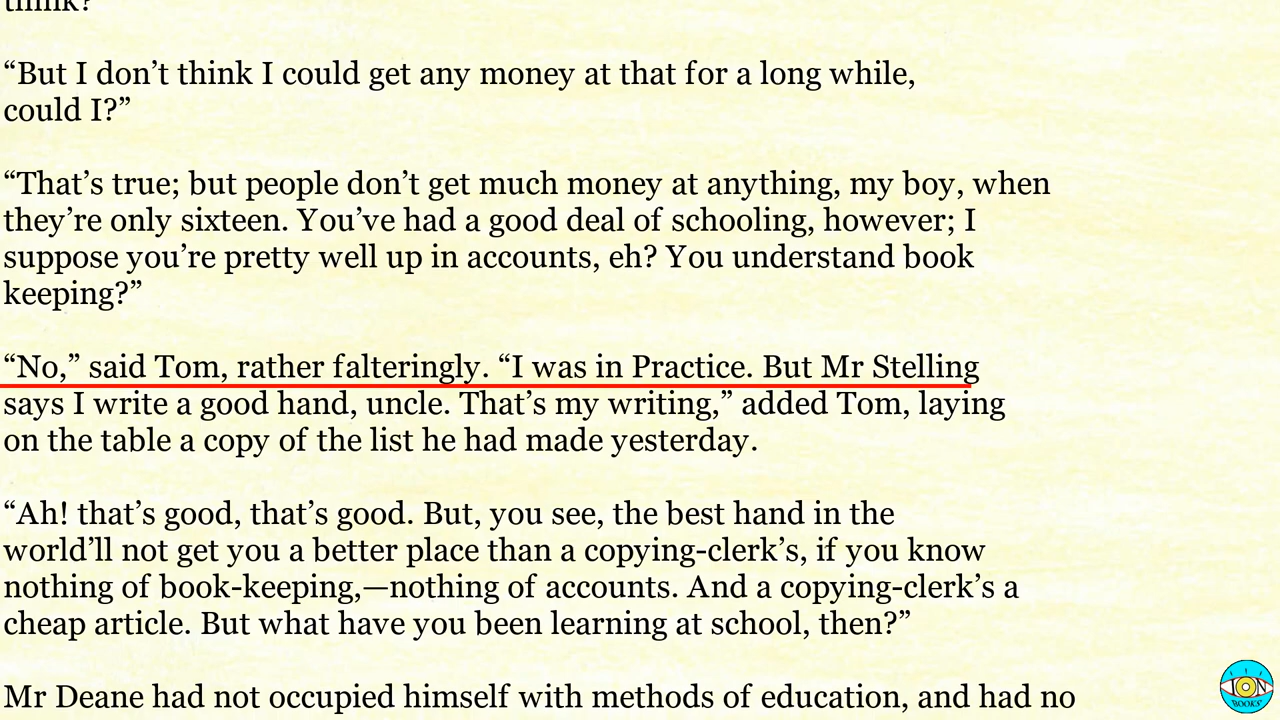 think?
“But I don’t think I could get any money at that for a long while,
could I?”
“That’s true; but people don’t get much money at anything, my boy, when
they’re only sixteen. You’ve had a good deal of schooling, however; I
suppose you’re pretty well up in accounts, eh? You understand book
keeping?”
“No,” said Tom, rather falteringly. “I was in Practice. But Mr Stelling
says I write a good hand, uncle. That’s my writing,” added Tom, laying
on the table a copy of the list he had made yesterday.
“Ah! that’s good, that’s good. But, you see, the best hand in the
world’ll not get you a better place than a copying-clerk’s, if you know
nothing of book-keeping,—nothing of accounts. And a copying-clerk’s a
cheap article. But what have you been learning at school, then?”
Mr Deane had not occupied himself with methods of education, and had no
ION
BOOKS